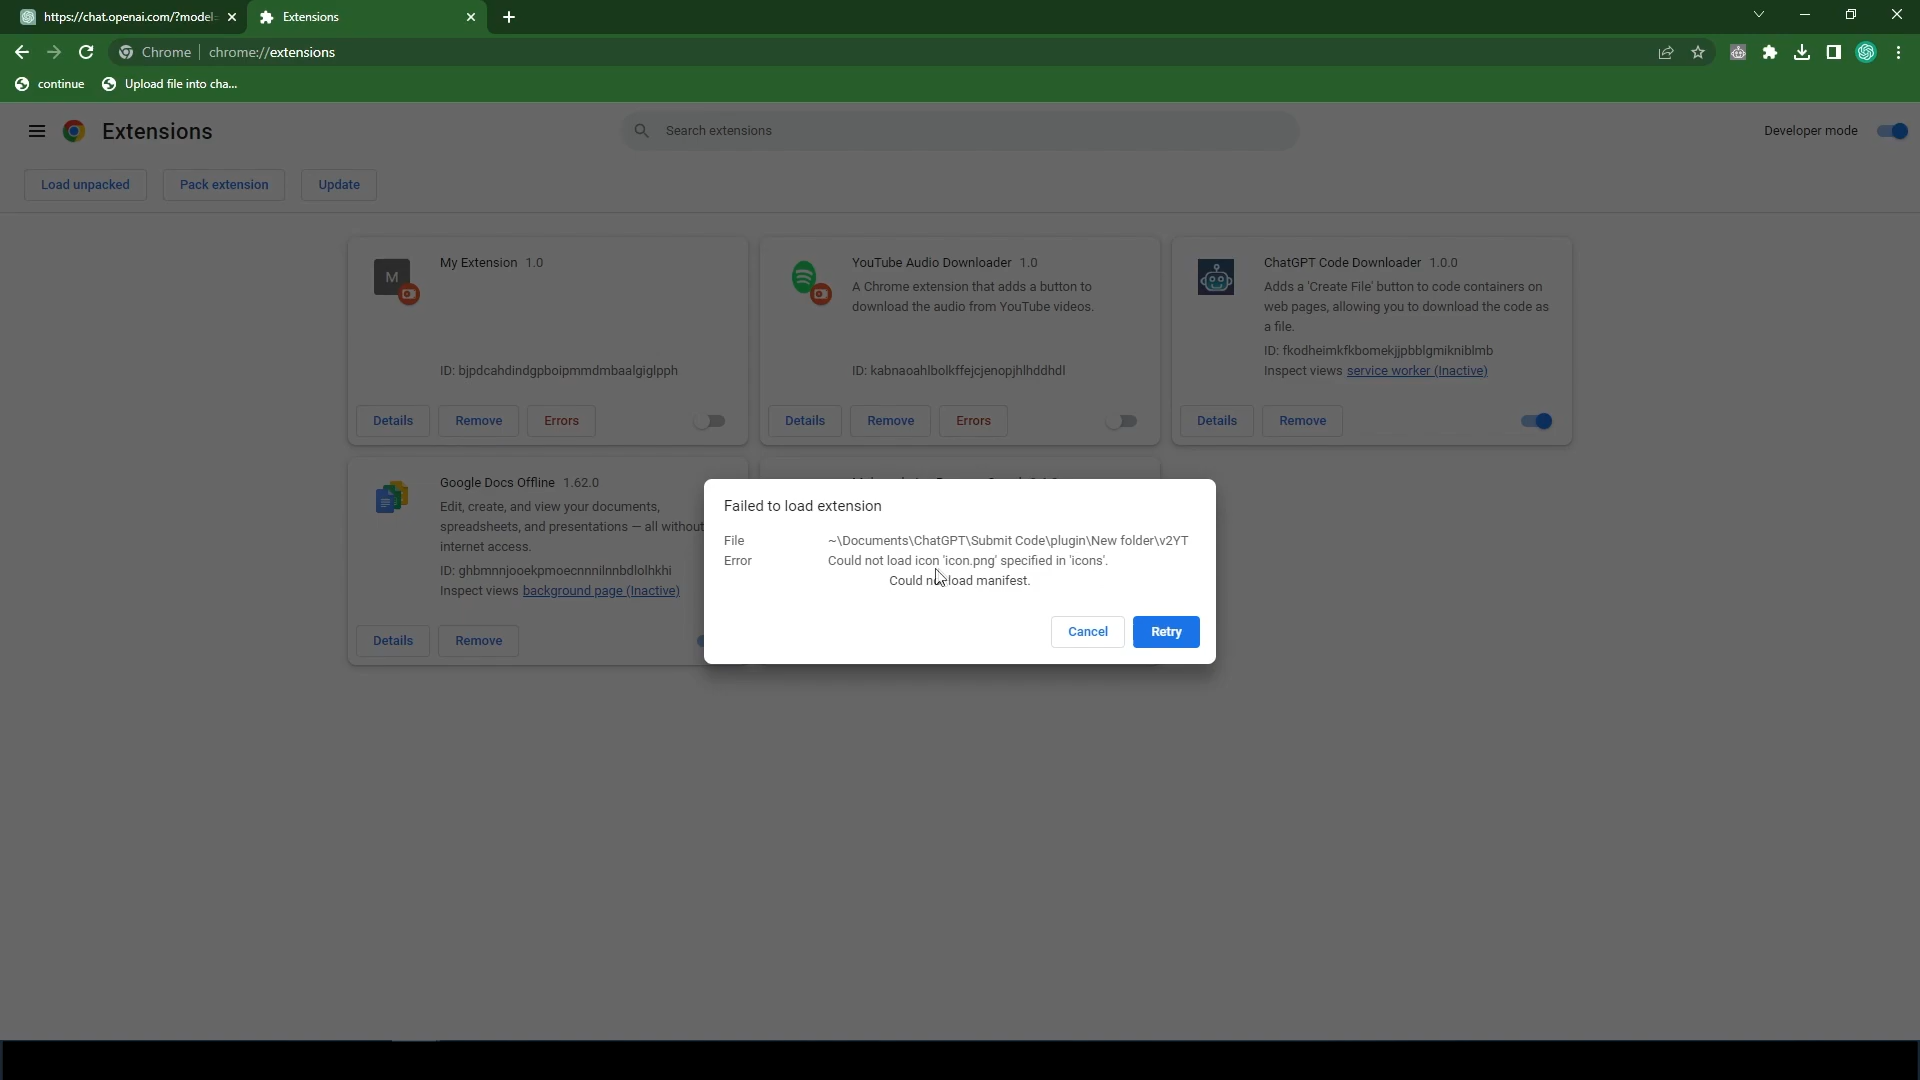 https://chat.openai.com/?model=
Extensions
Chrome
chrome://extensions
continue
Upload file into cha...
Extensions
Search extensions
Developer mode
Load unpacked
Pack extension
Update
M
My Extension 1.0
ID: bjpdcahdindgpboipmmdmbaalgiglpph
Details
Remove
Errors
YouTube Audio Downloader 1.0
A Chrome extension that adds a button to
download the audio from YouTube videos.
ID: kabnaoahlbolkffejcjenopjhlhddhdl
Details
Remove
Errors
ChatGPT Code Downloader 1.0.0
Adds a 'Create File' button to code containers on
web pages, allowing you to download the code as
a file.
ID: fkodheimkfkbomekjjpbblgmikniblmb
Inspect views service worker (Inactive)
Details
Remove
Google Docs Offline 1.62.0
Edit, create, and view your documents,
spreadsheets, and presentations — all without
internet access.
ID: ghbmnnjooekpmoecnnnilnnbdlolhkhi
Inspect views background page (Inactive)
Details
Remove
Failed to load extension
File ~\Documents\ChatGPT\Submit Code\plugin\New folder\v2YT
Error Could not load icon 'icon.png' specified in 'icons'.
Could load manifest.
Cancel
Retry